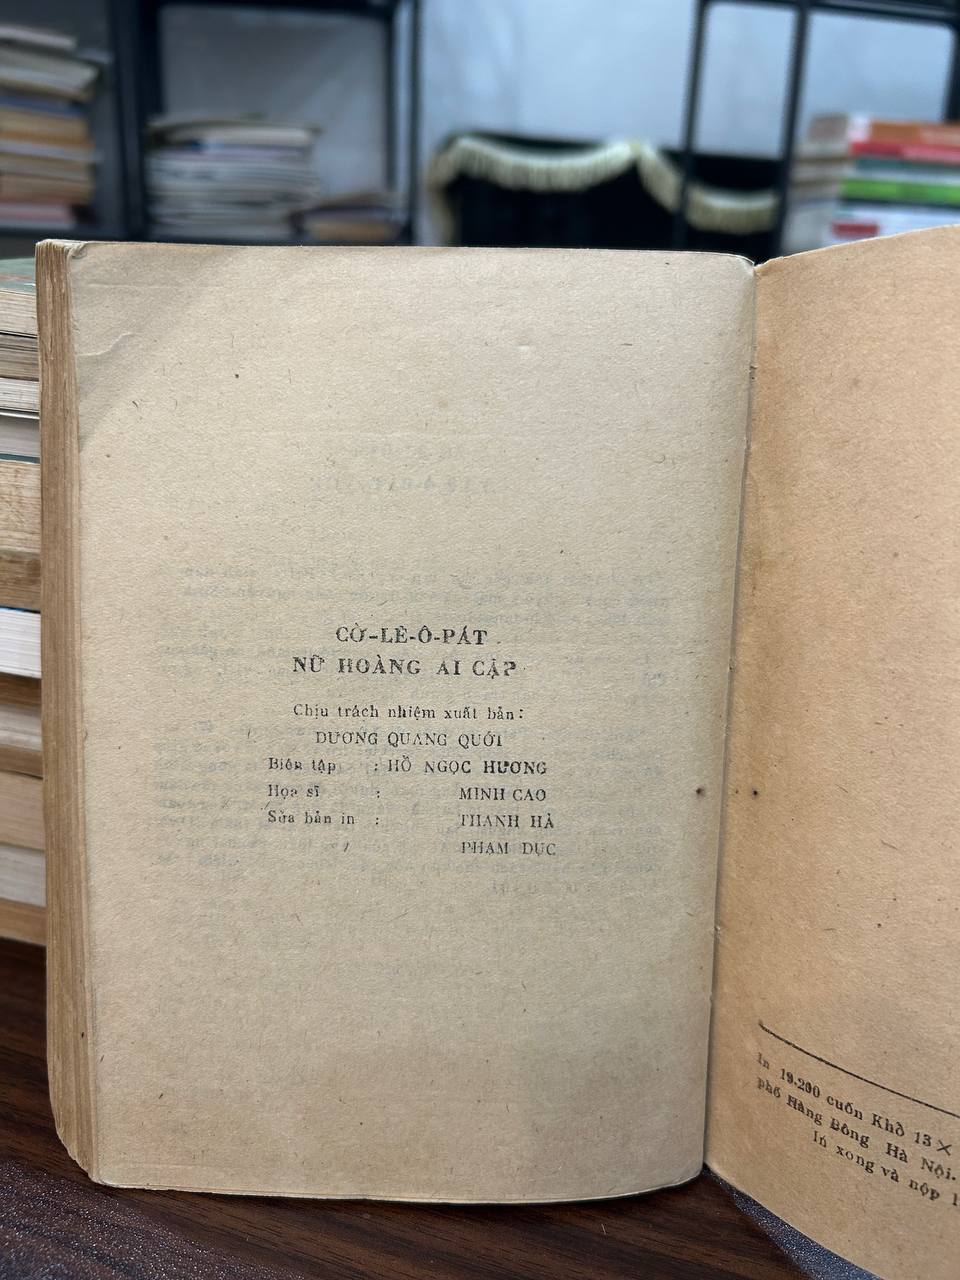 CỜ-LÊ-Ô-PÁT
NỮ HOÀNG AI CẬP
Chịu trách nhiệm xuất bản:
DƯƠNG QUANG QUỚI
Biên tập : HỒ NGỌC HƯƠNG
Họa sĩ : MINH CAO
Sửa bản in : THANH HÀ
PHẠM DỤC
In 19.200 cuốn Khổ 13 ×
phố Hàng Bông Hà Nội.
In xong và nộp 1